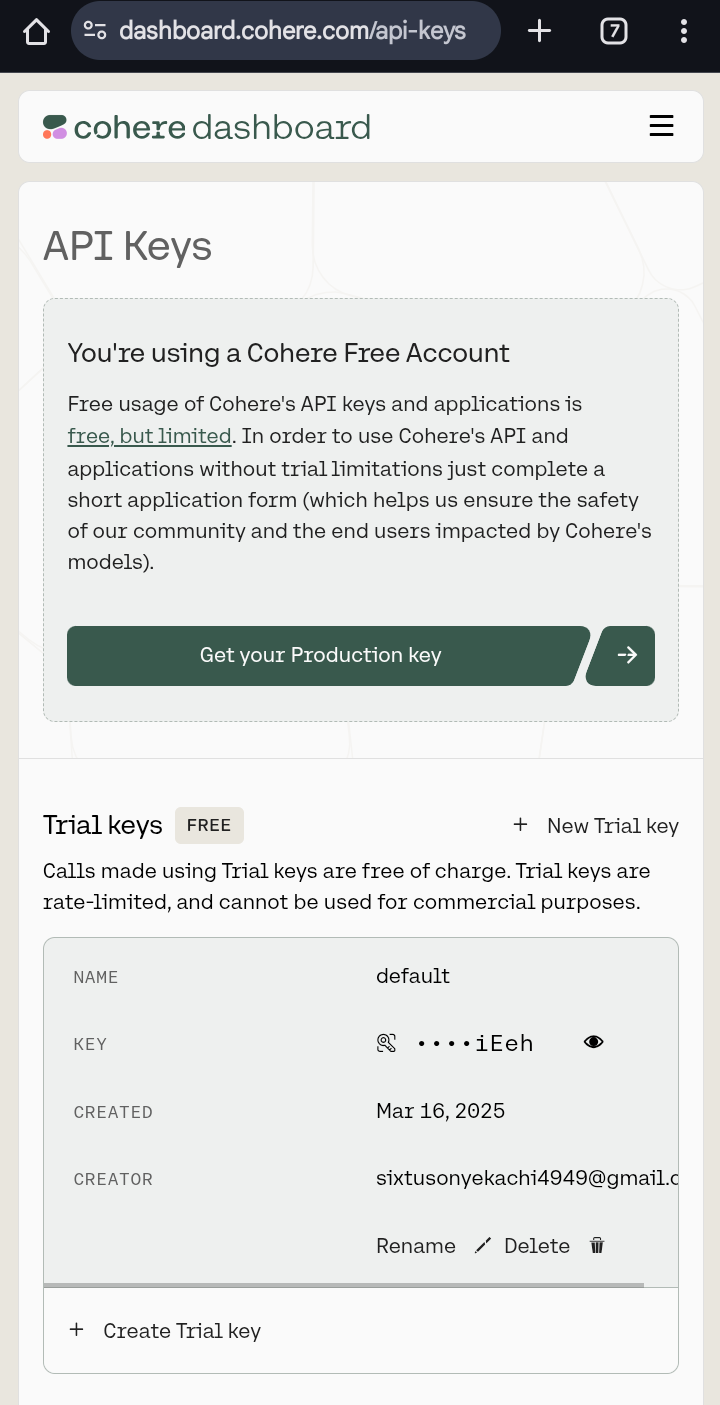 dashboard.cohere.com/api-keys
7
cohere dashboard
API Keys
You're using a Cohere Free Account
Free usage of Cohere's API keys and applications is
free, but limited. In order to use Cohere's API and
applications without trial limitations just complete a
short application form (which helps us ensure the safety
of our community and the end users impacted by Cohere's
models).
Get your Production key
Trial keys FREE
+ New Trial key
Calls made using Trial keys are free of charge. Trial keys are
rate-limited, and cannot be used for commercial purposes.
NAME default
KEY ••••iEeh
CREATED Mar 16, 2025
CREATOR sixtusonyekachi4949@gmail.c
Rename Delete
+ Create Trial key